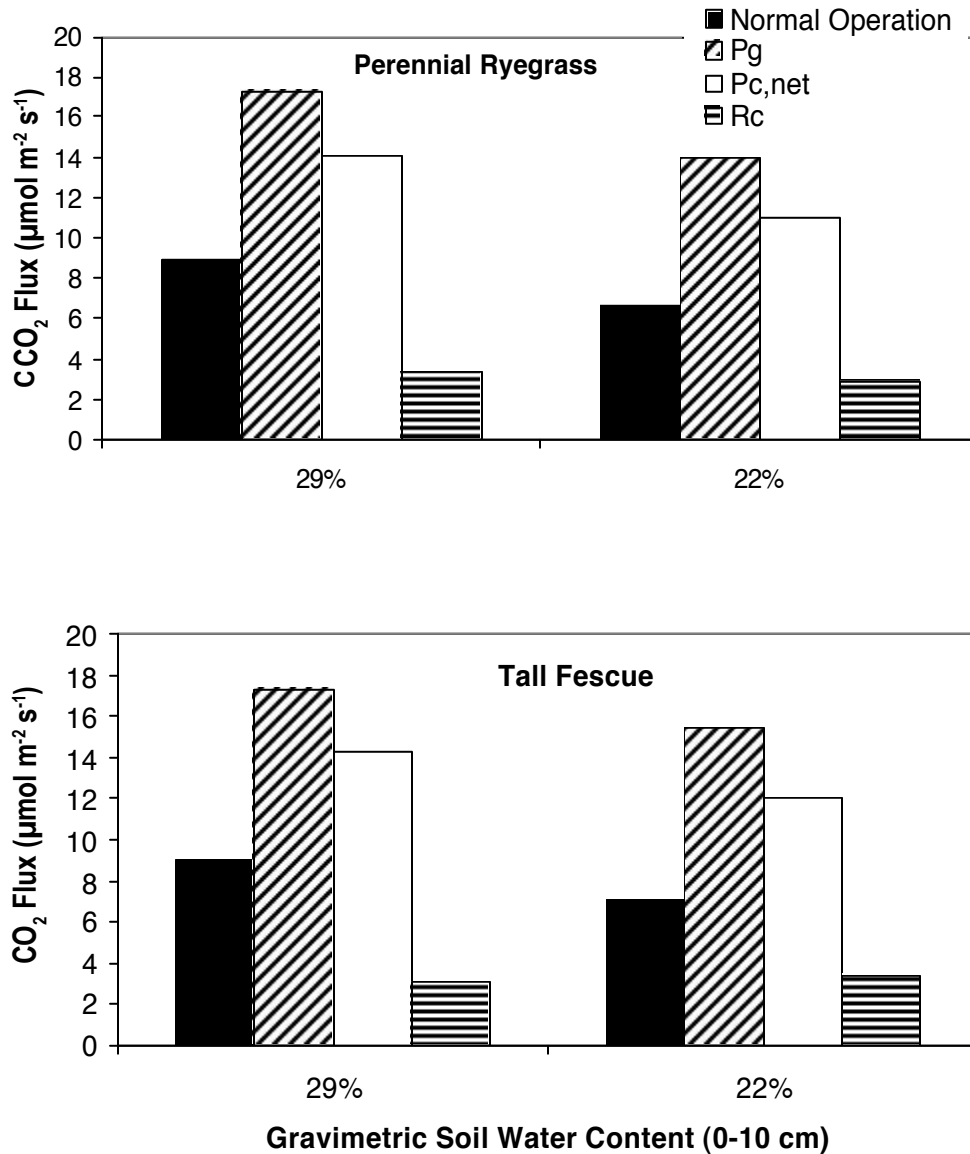 Normal Operation
Pg
Pc,net
Rc
Perennial Ryegrass
CCO₂ Flux (µmol m⁻² s⁻¹)
20
18
16
14
12
10
8
6
4
2
0
29% 22%
Tall Fescue
CO₂ Flux (µmol m⁻² s⁻¹)
20
18
16
14
12
10
8
6
4
2
0
29% 22%
Gravimetric Soil Water Content (0-10 cm)